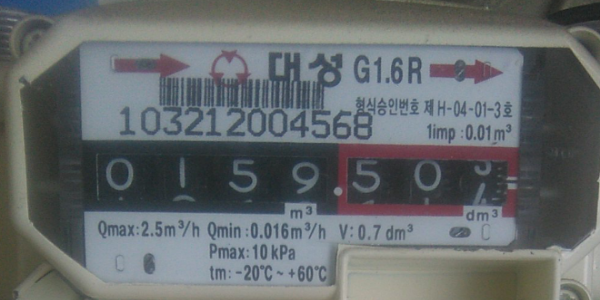 대성 G1.6R
형식승인번호 제 H-04-01-3호
103212004568
1imp :0.01m³
0159.50
m³
dm³
Qmax:2.5m³/h Qmin:0.016m³/h V: 0.7 dm³
Pmax: 10 kPa
tm: -20°C ~ +60°C